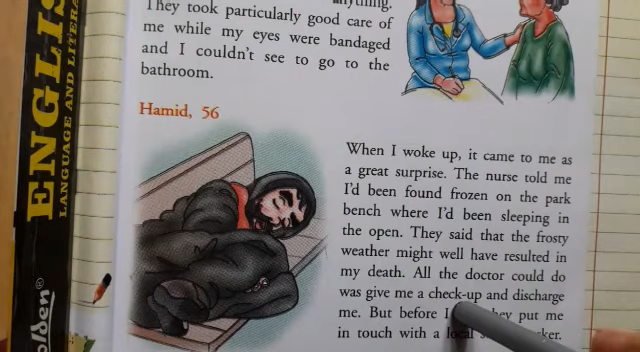 anything.
They took particularly good care of
me while my eyes were bandaged
and I couldn't see to go to the
bathroom.
Hamid, 56
When I woke up, it came to me as
a great surprise. The nurse told me
I'd been found frozen on the park
bench where I'd been sleeping in
the open. They said that the frosty
weather might well have resulted in
my death. All the doctor could do
was give me a check-up and discharge
me. But before I put me
in touch with a local
ENGLIS
LANGUAGE AND LITERA
olden®